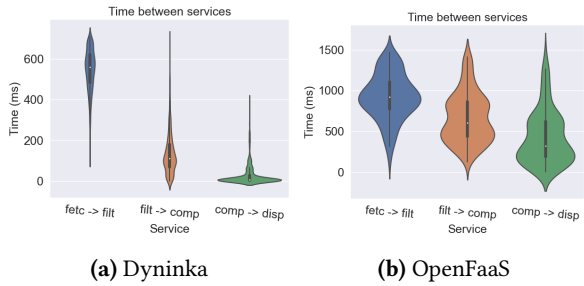 Time between services
600
400
200
0
Time (ms)
fetc -> filt
filt -> comp
comp -> disp
Service
(a) Dyninka
Time between services
1500
1000
500
0
Time (ms)
fetc -> filt
filt -> comp
comp -> disp
Service
(b) OpenFaaS